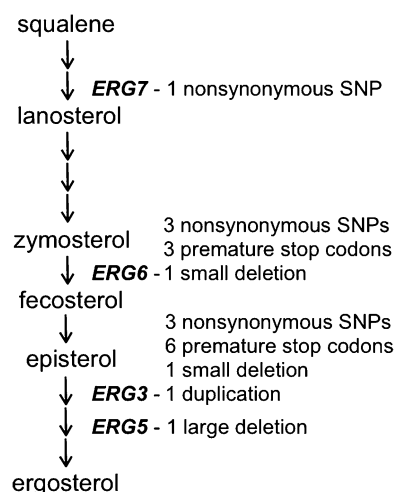 squalene
ERG7 - 1 nonsynonymous SNP
lanosterol
3 nonsynonymous SNPs
zymosterol
3 premature stop codons
ERG6 - 1 small deletion
fecosterol
3 nonsynonymous SNPs
6 premature stop codons
episterol
1 small deletion
ERG3 - 1 duplication
ERG5 - 1 large deletion
ergosterol